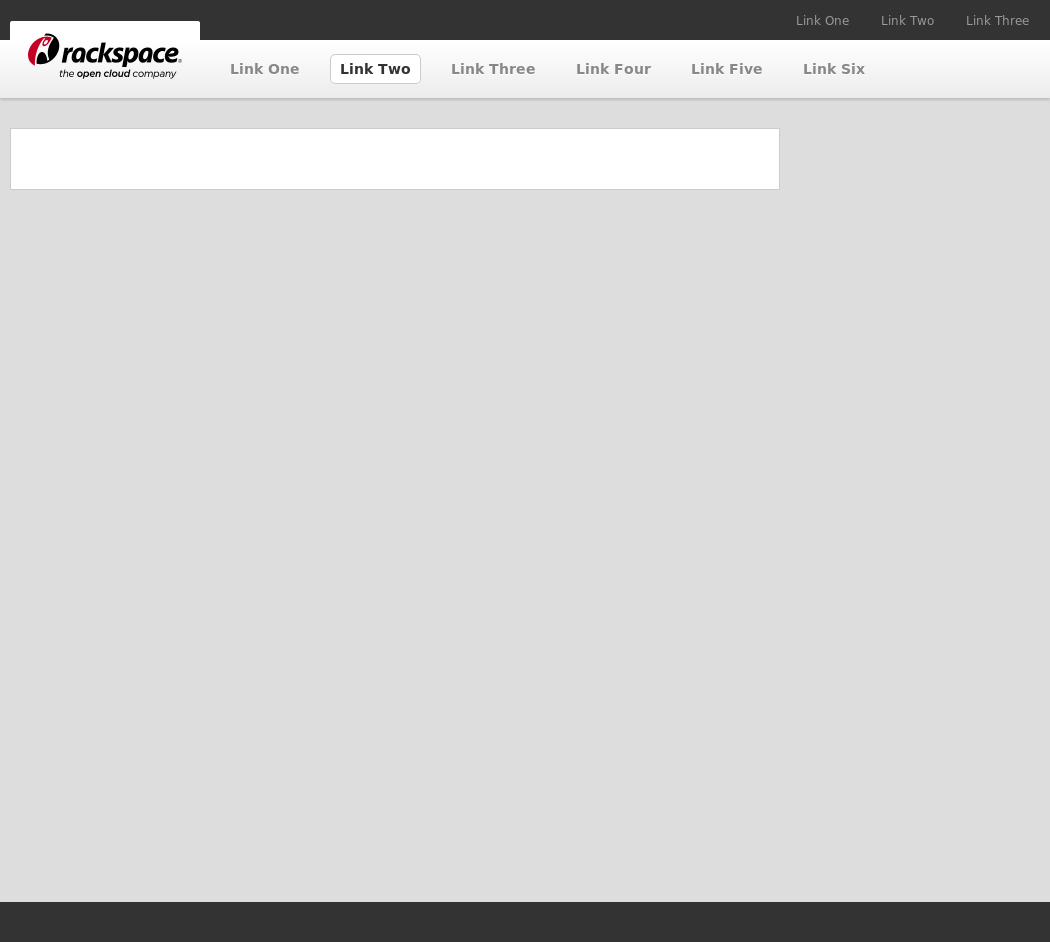 Link One Link Two Link Three
rackspace®
the open cloud company
Link One Link Two Link Three Link Four Link Five Link Six